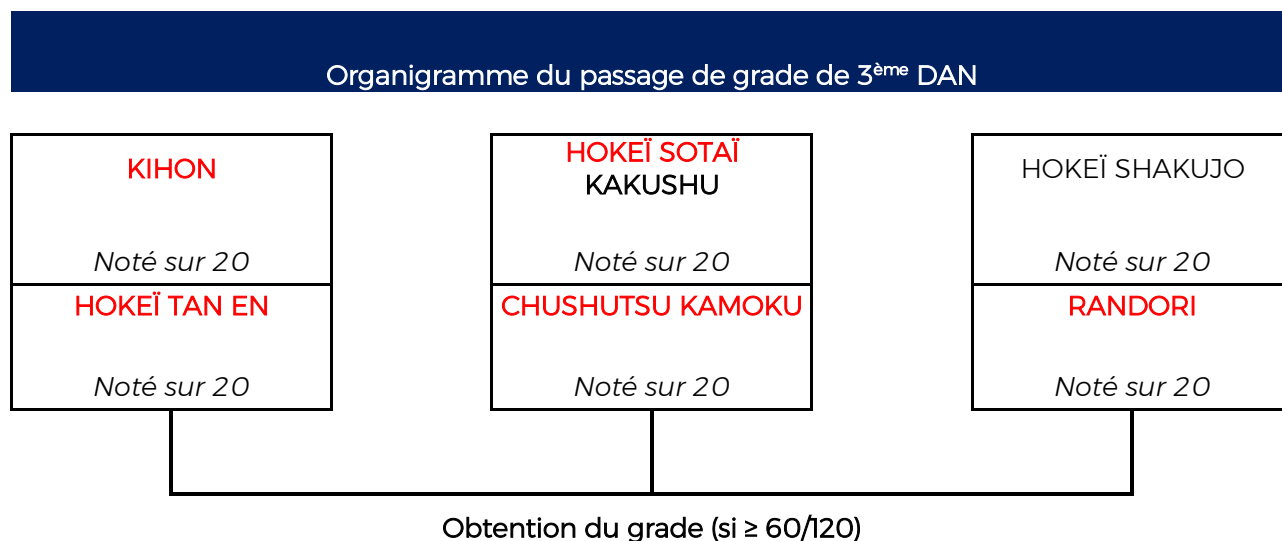 Organigramme du passage de grade de 3ème DAN
KIHON
Noté sur 20
HOKEÏ TAN EN
Noté sur 20
HOKEÏ SOTAÏ
KAKUSHU
Noté sur 20
CHUSHUTSU KAMOKU
Noté sur 20
HOKEÏ SHAKUJO
Noté sur 20
RANDORI
Noté sur 20
Obtention du grade (si ≥ 60/120)